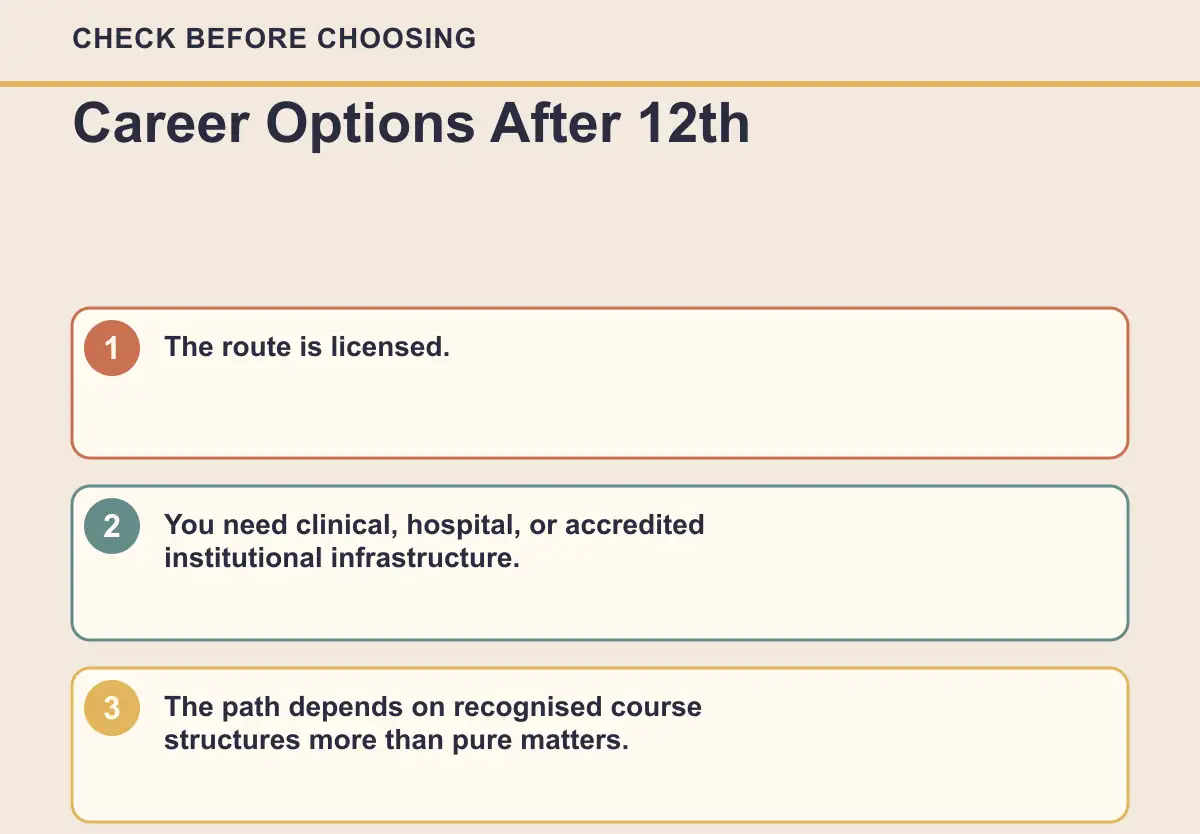 CHECK BEFORE CHOOSING
Career Options After 12th
1
The route is licensed.
2
You need clinical, hospital, or accredited
institutional infrastructure.
3
The path depends on recognised course
structures more than pure matters.